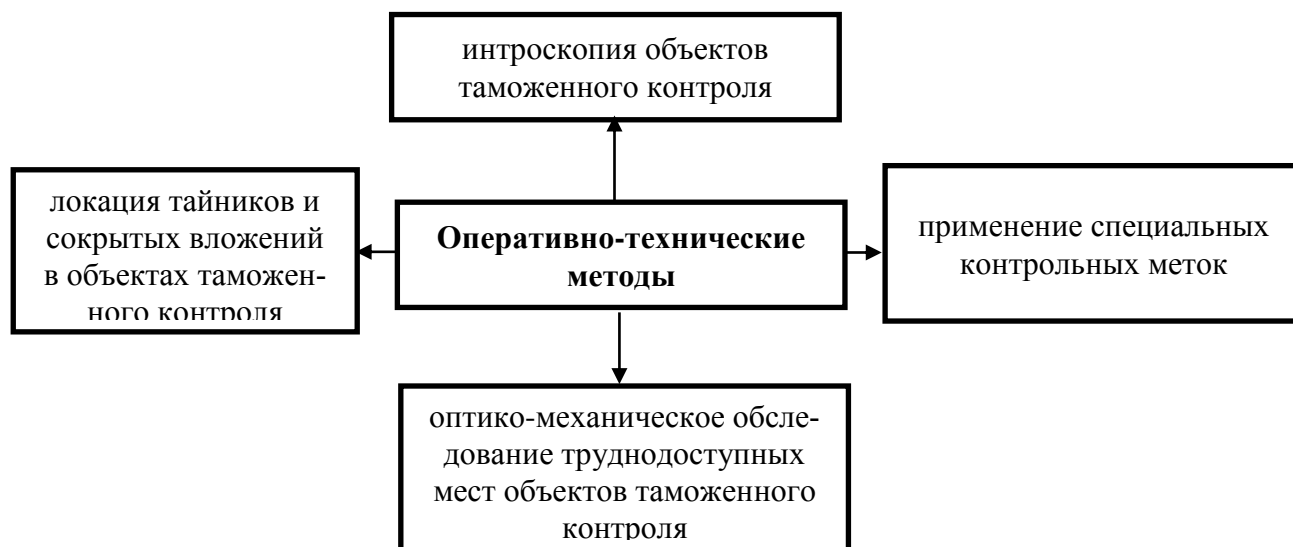 интроскопия объектов
таможенного контроля
локация тайников и
сокрытых вложений
в объектах таможен-
ного контроля
Оперативно-технические
методы
применение специальных
контрольных меток
оптико-механическое обсле-
дование труднодоступных
мест объектов таможенного
контроля